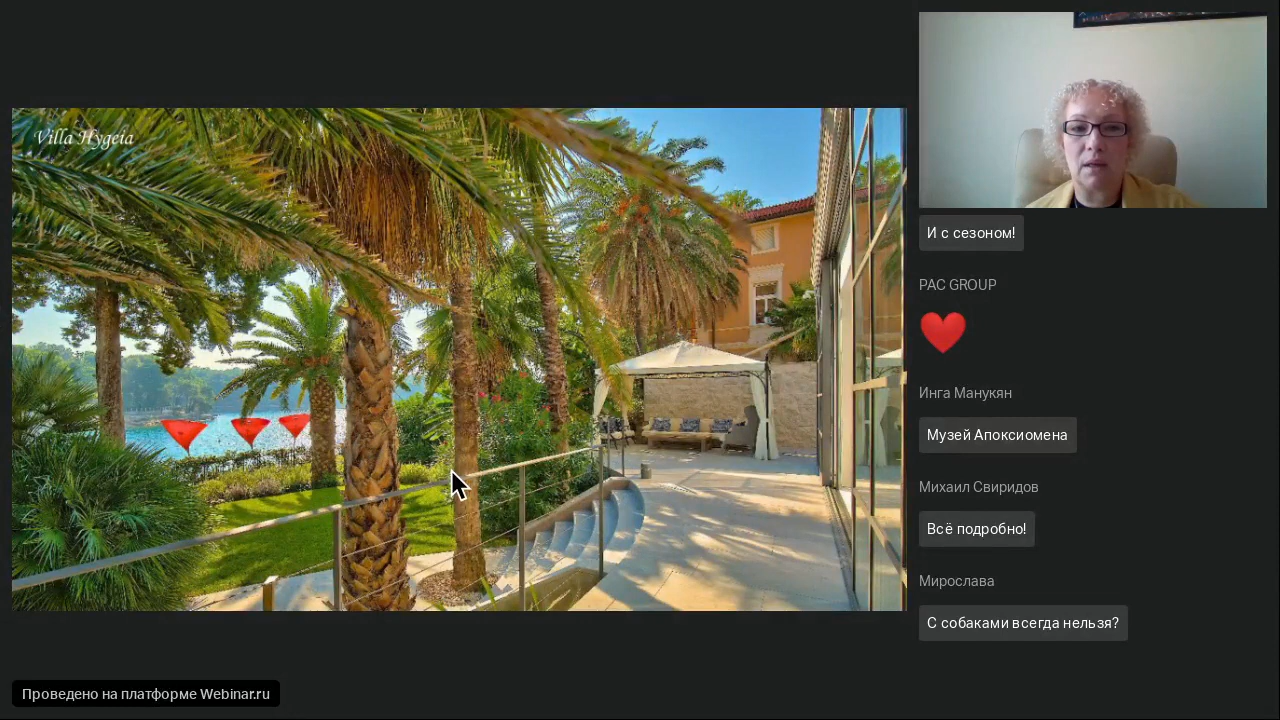 Villa Hygeia
И с сезоном!
PAC GROUP
Инга Манукян
Музей Апоксиомена
Михаил Свиридов
Всё подробно!
Мирослава
С собаками всегда нельзя?
Проведено на платформе Webinar.ru